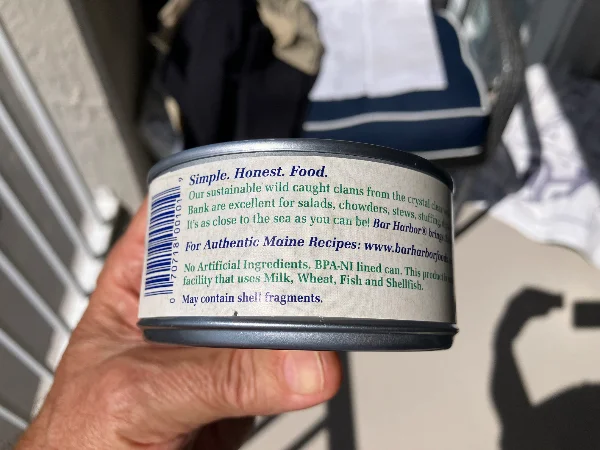 Simple. Honest. Food.
Our sustainable wild caught clams from the crystal
Bank are excellent for salads, chowders, stews,
It's as close to the sea as you can be! Bar Harbor®
For Authentic Maine Recipes:
No Artificial Ingredients. BPA-NI lined can. This
facility that uses Milk, Wheat, Fish and Shellfish.
May contain shell fragments.